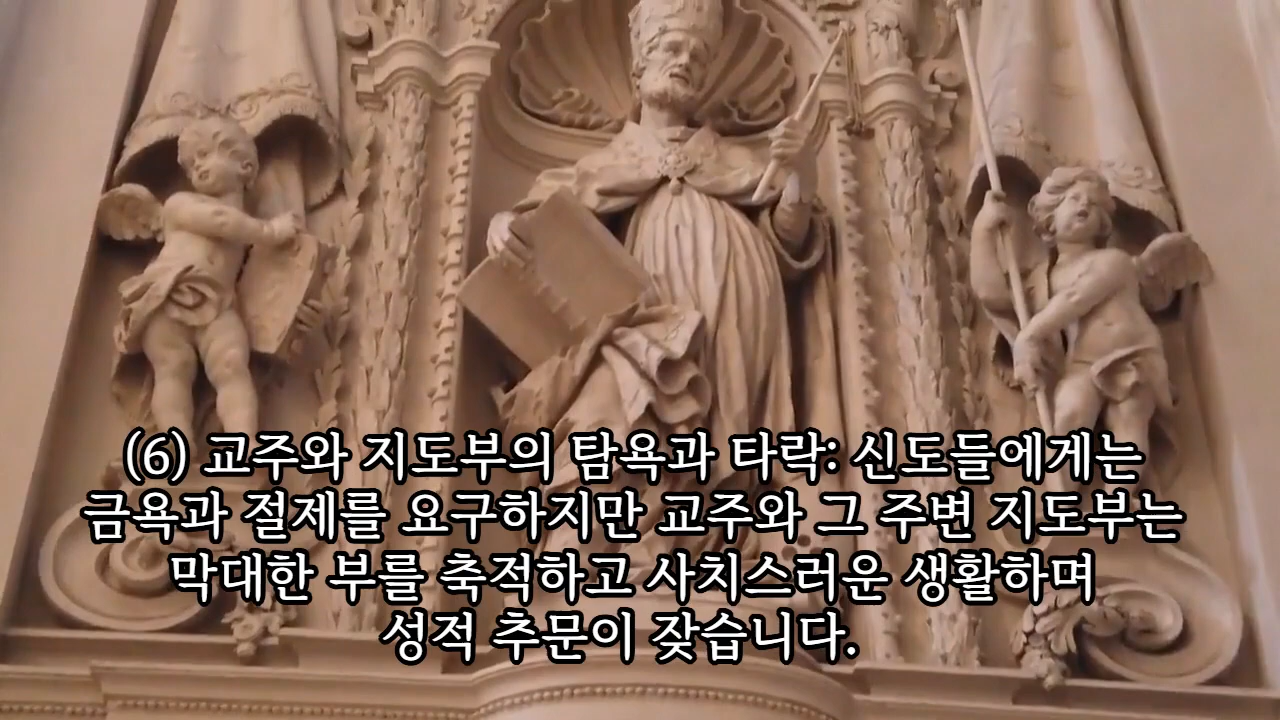 (6) 교주와 지도부의 탐욕과 타락: 신도들에게는
금욕과 절제를 요구하지만 교주와 그 주변 지도부는
막대한 부를 축적하고 사치스러운 생활하며
성적 추문이 잦습니다.